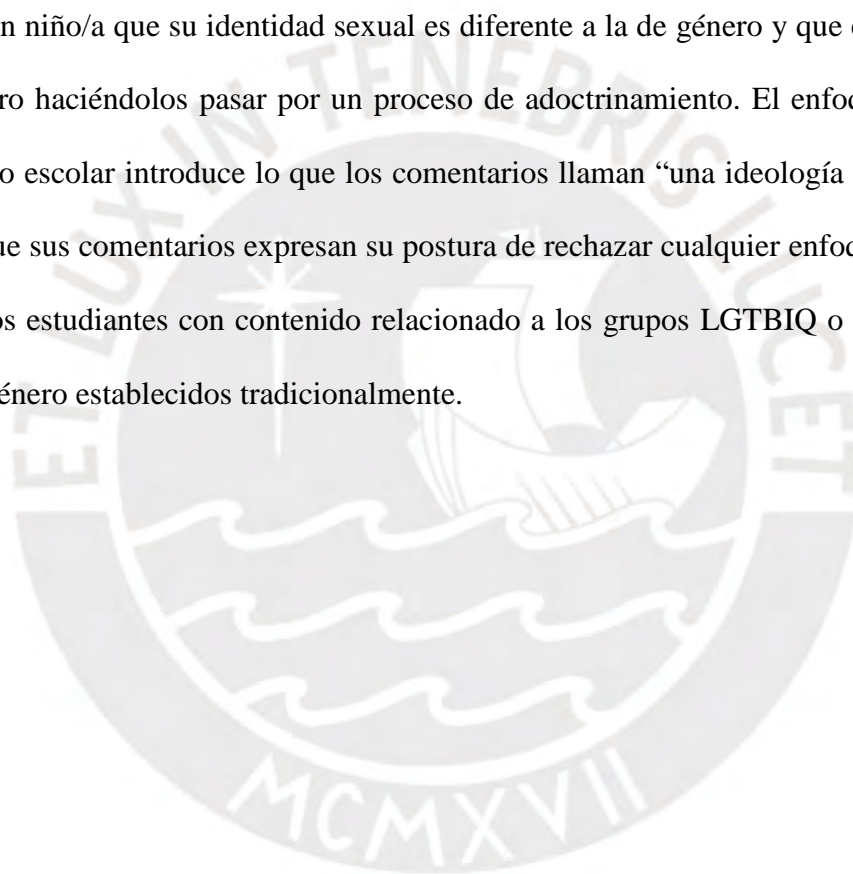 n niño/a que su identidad sexual es diferente a la de género y que
ro haciéndolos pasar por un proceso de adoctrinamiento. El enfo
o escolar introduce lo que los comentarios llaman “una ideología
ue sus comentarios expresan su postura de rechazar cualquier enfo
os estudiantes con contenido relacionado a los grupos LGTBIQ o
énero establecidos tradicionalmente.
ET LUX IN TENEBRIS LUCET
MCMXVII